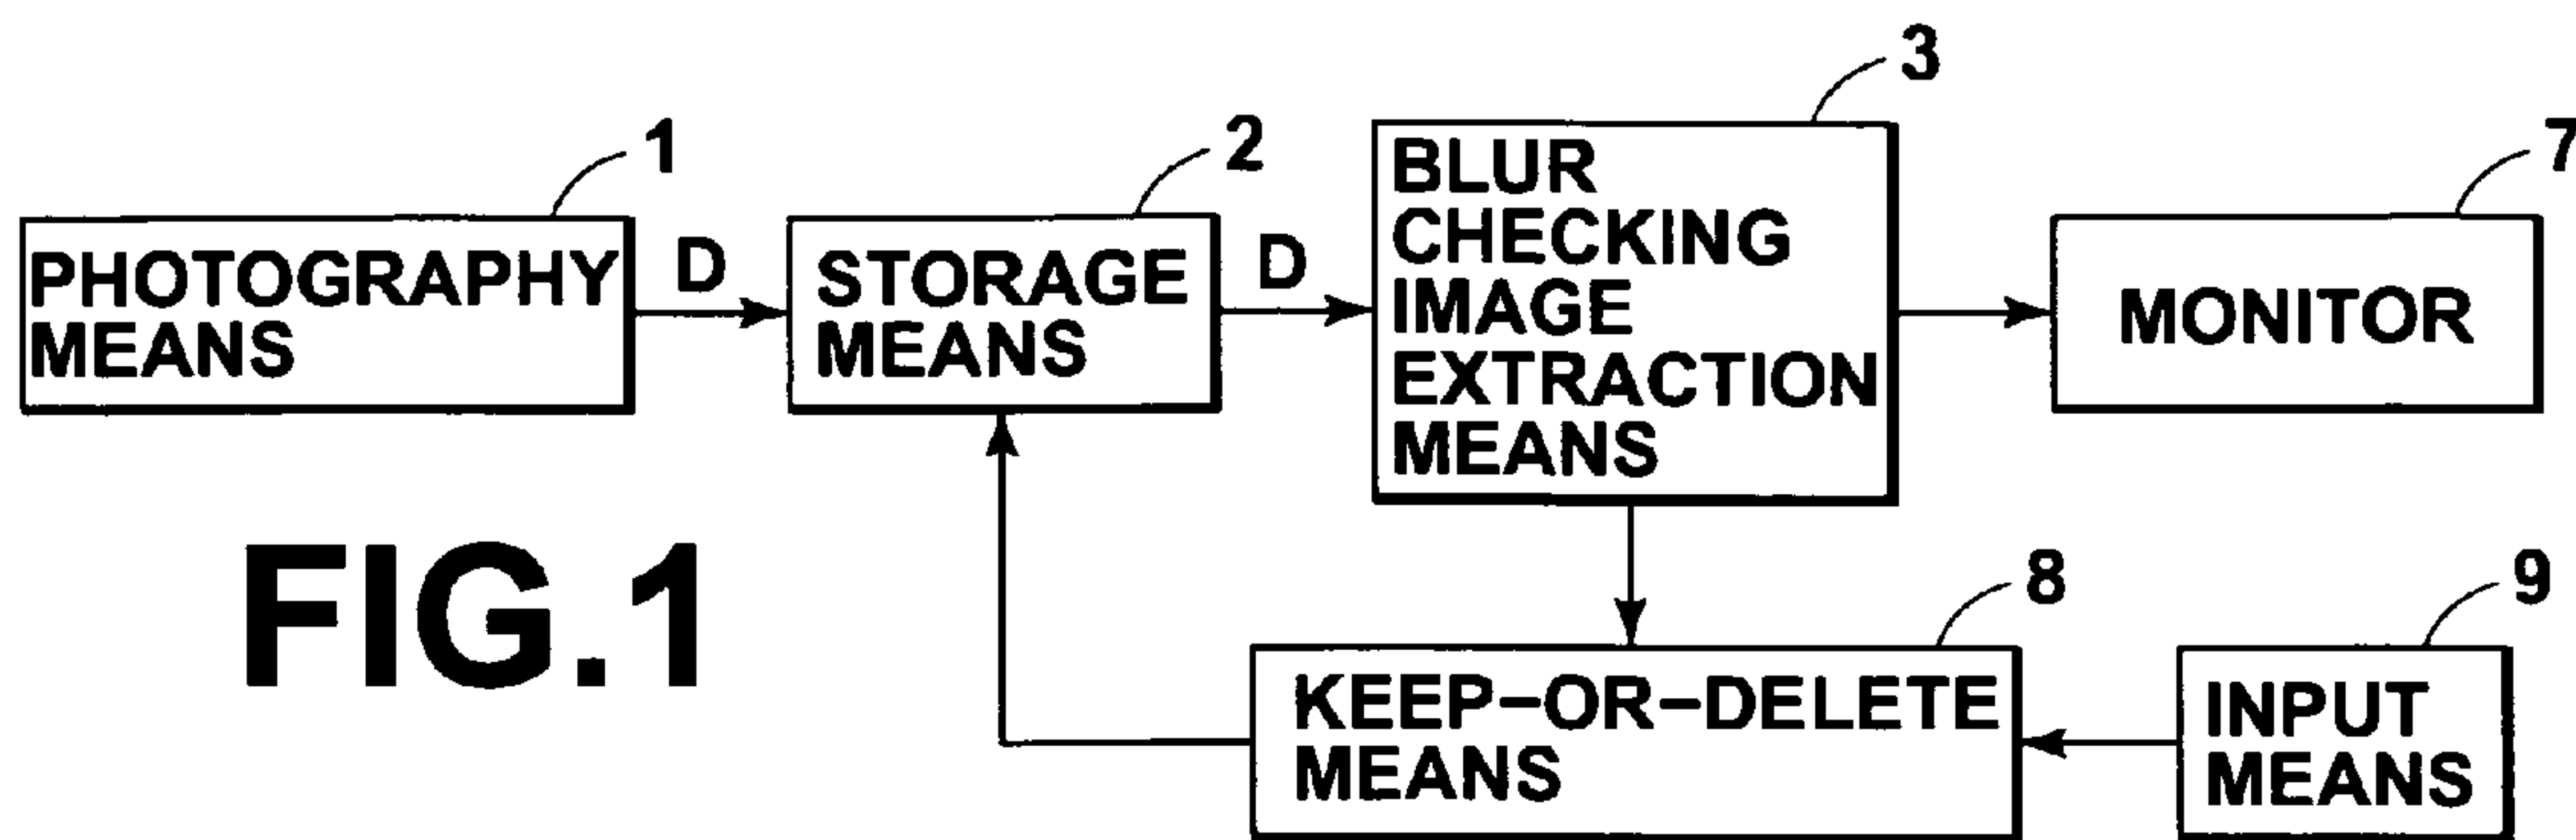 1
PHOTOGRAPHY
MEANS
D
2
STORAGE
MEANS
D
3
BLUR
CHECKING
IMAGE
EXTRACTION
MEANS
7
MONITOR
8
KEEP-OR-DELETE
MEANS
9
INPUT
MEANS
FIG.1